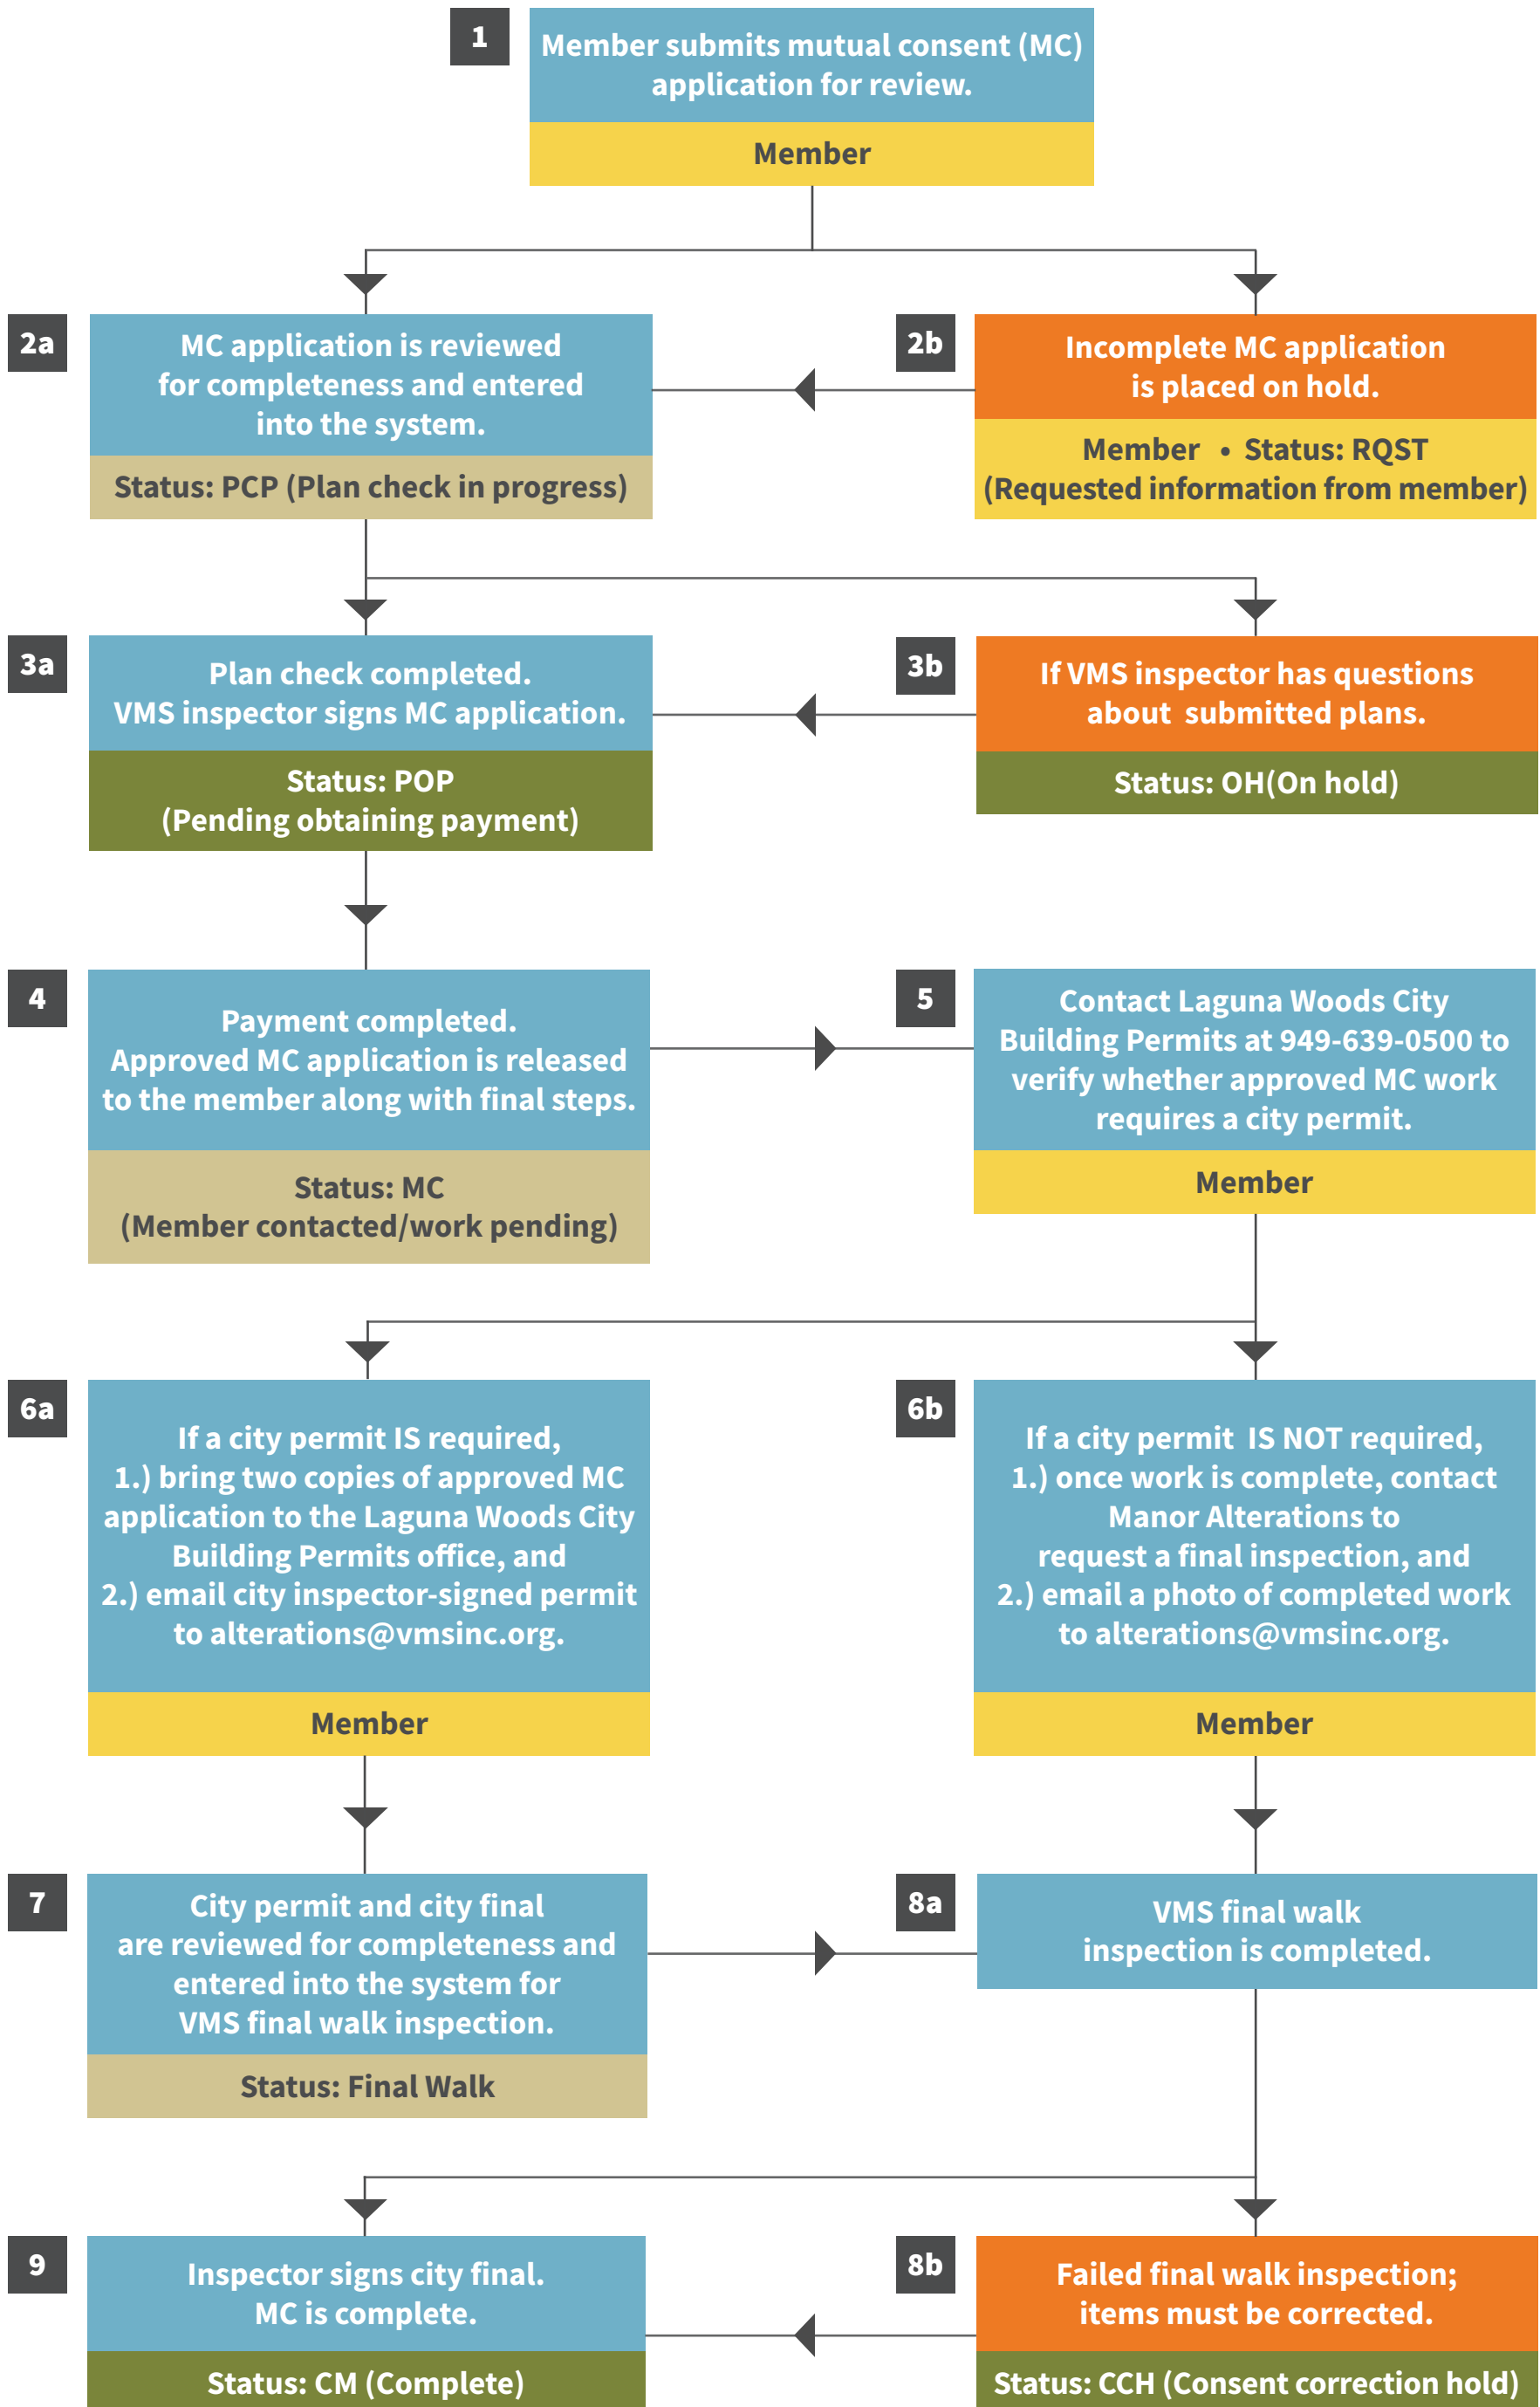 1
Member submits mutual consent (MC)
application for review.
Member
2a
MC application is reviewed
for completeness and entered
into the system.
Status: PCP (Plan check in progress)
2b
Incomplete MC application
is placed on hold.
Member • Status: RQST
(Requested information from member)
3a
Plan check completed.
VMS inspector signs MC application.
Status: POP
(Pending obtaining payment)
3b
If VMS inspector has questions
about submitted plans.
Status: OH(On hold)
4
Payment completed.
Approved MC application is released
to the member along with final steps.
Status: MC
(Member contacted/work pending)
5
Contact Laguna Woods City
Building Permits at 949-639-0500 to
verify whether approved MC work
requires a city permit.
Member
6a
If a city permit IS required,
1.) bring two copies of approved MC
application to the Laguna Woods City
Building Permits office, and
2.) email city inspector-signed permit
to alterations@vmsinc.org.
Member
6b
If a city permit IS NOT required,
1.) once work is complete, contact
Manor Alterations to
request a final inspection, and
2.) email a photo of completed work
to alterations@vmsinc.org.
Member
7
City permit and city final
are reviewed for completeness and
entered into the system for
VMS final walk inspection.
Status: Final Walk
8a
VMS final walk
inspection is completed.
9
Inspector signs city final.
MC is complete.
Status: CM (Complete)
8b
Failed final walk inspection;
items must be corrected.
Status: CCH (Consent correction hold)